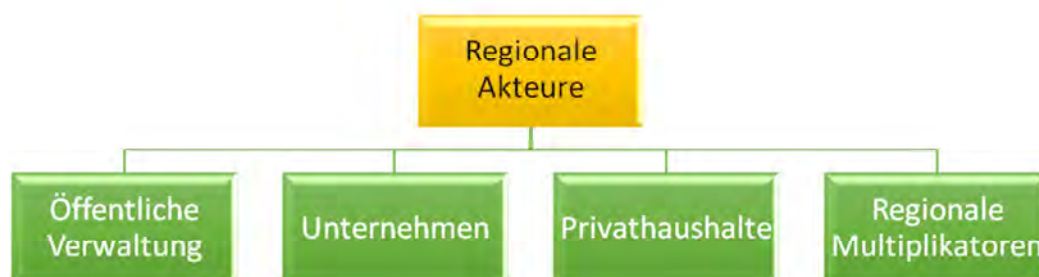 Regionale
Akteure
Öffentliche
Verwaltung
Unternehmen
Privathaushalte
Regionale
Multiplikatoren